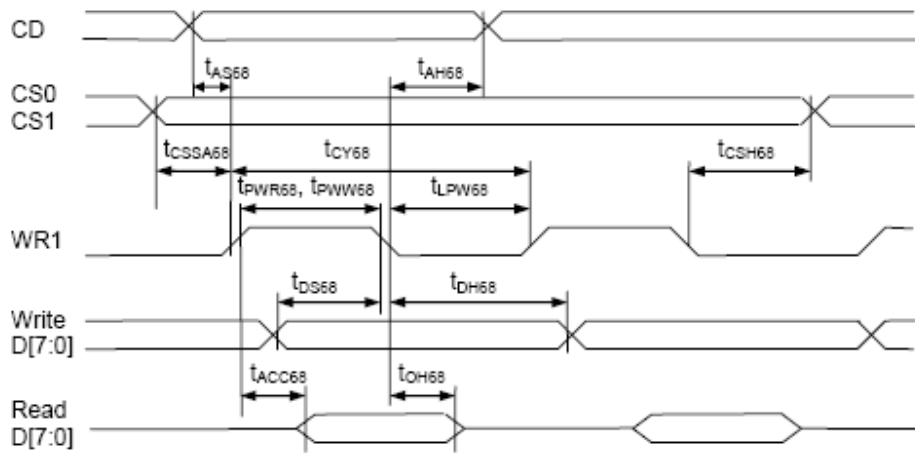 CD
tAS68
tAH68
CS0
CS1
tCSSA68
tCY68
tCSH68
tPWR68, tPWW68
tLPW68
WR1
tDS68
tDH68
Write
D[7:0]
tACC68
tOH68
Read
D[7:0]